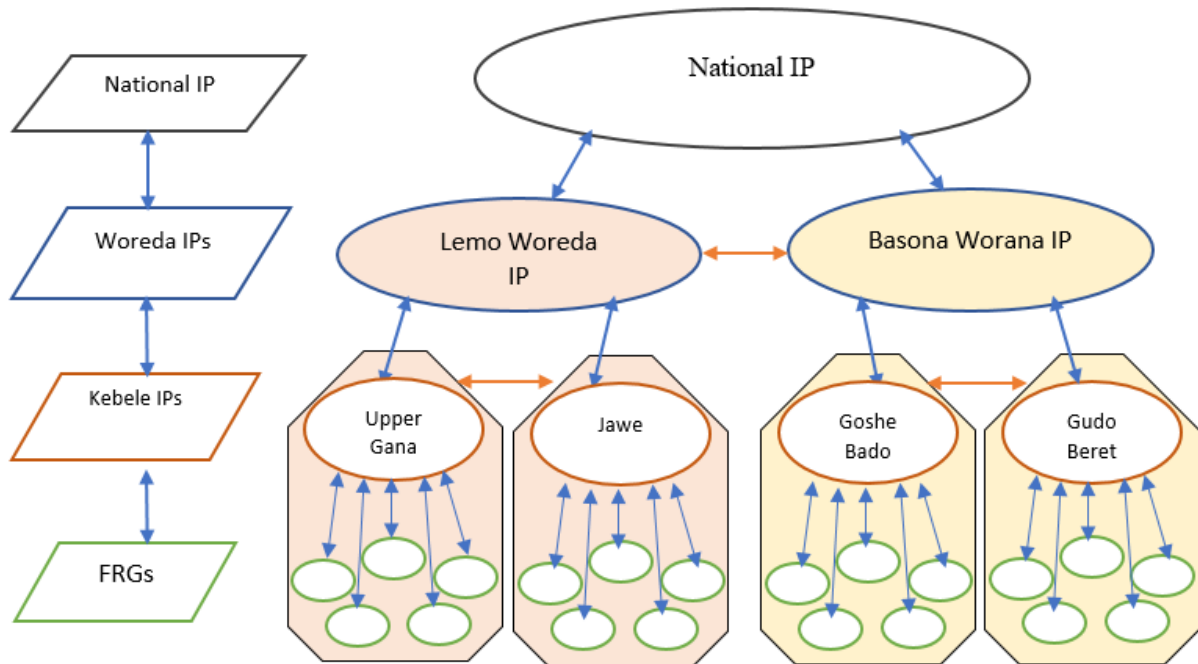 National IP
National IP
Woreda IPs
Lemo Woreda
IP
Basona Worana IP
Kebele IPs
Upper
Gana
Jawe
Goshe
Bado
Gudo
Beret
FRGs